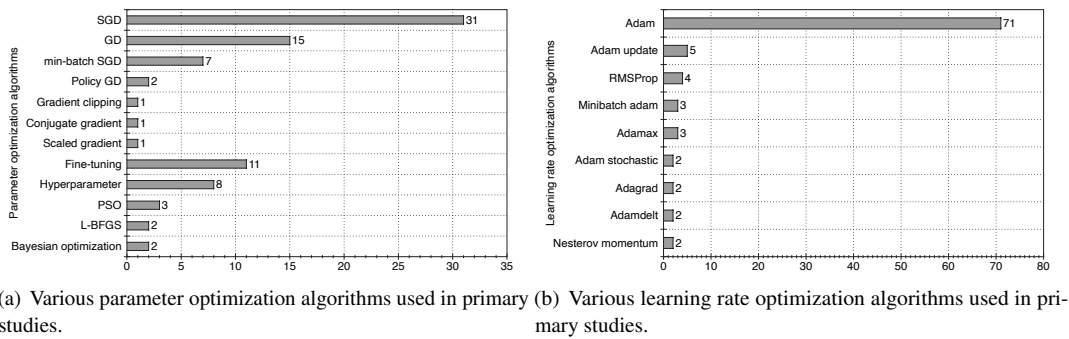 Parameter optimization algorithms
SGD 31
GD 15
min-batch SGD 7
Policy GD 2
Gradient clipping 1
Conjugate gradient 1
Scaled gradient 1
Fine-tuning 11
Hyperparameter 8
PSO 3
L-BFGS 2
Bayesian optimization 2
0 5 10 15 20 25 30 35
(a) Various parameter optimization algorithms used in primary
studies.
Learning rate optimization algorithms
Adam 71
Adam update 5
RMSProp 4
Minibatch adam 3
Adamax 3
Adam stochastic 2
Adagrad 2
Adamdelt 2
Nesterov momentum 2
0 10 20 30 40 50 60 70 80
(b) Various learning rate optimization algorithms used in pri-
mary studies.